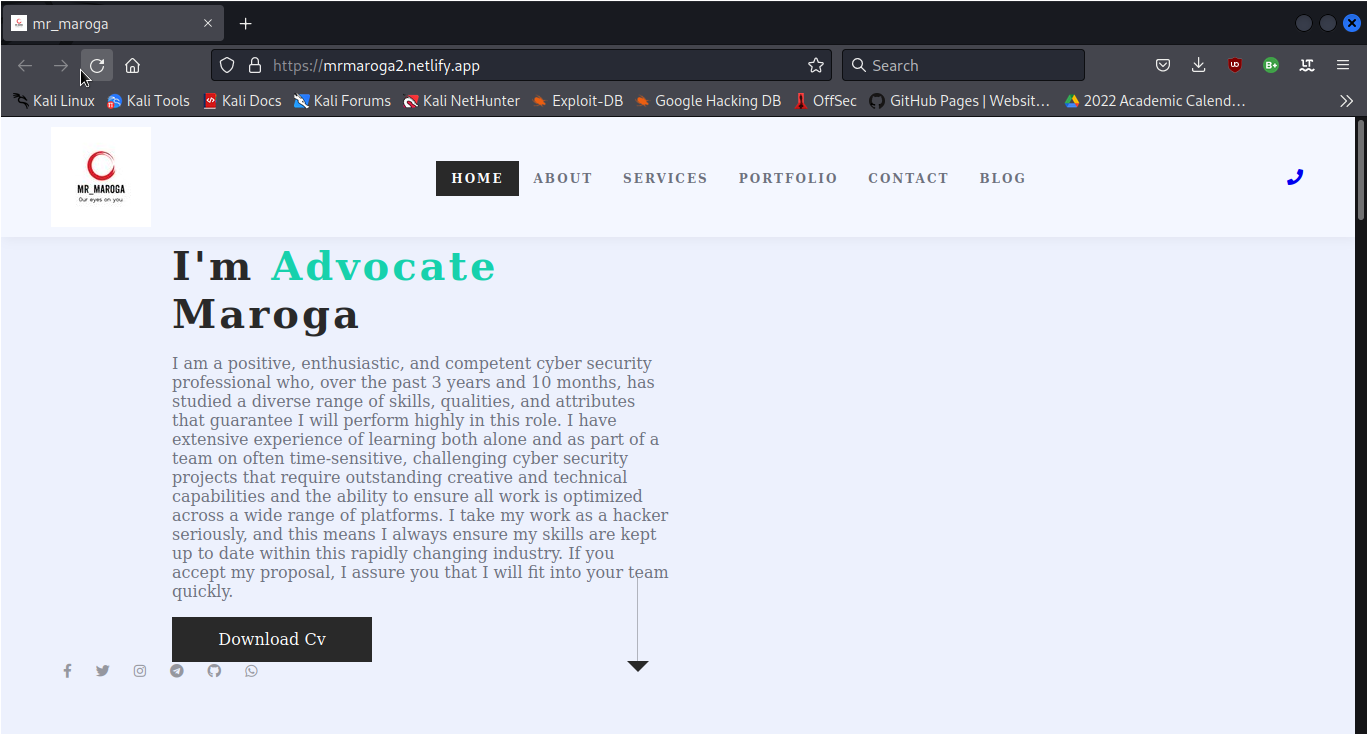 mr_maroga
https://mrmaroga2.netlify.app
Search
Kali Linux Kali Tools Kali Docs Kali Forums Kali NetHunter Exploit-DB Google Hacking DB OffSec GitHub Pages | Websit… 2022 Academic Calend…
MR_MAROGA
Our eyes on you
HOME ABOUT SERVICES PORTFOLIO CONTACT BLOG
I'm Advocate
Maroga
I am a positive, enthusiastic, and competent cyber security
professional who, over the past 3 years and 10 months, has
studied a diverse range of skills, qualities, and attributes
that guarantee I will perform highly in this role. I have
extensive experience of learning both alone and as part of a
team on often time-sensitive, challenging cyber security
projects that require outstanding creative and technical
capabilities and the ability to ensure all work is optimized
across a wide range of platforms. I take my work as a hacker
seriously, and this means I always ensure my skills are kept
up to date within this rapidly changing industry. If you
accept my proposal, I assure you that I will fit into your team
quickly.
Download Cv